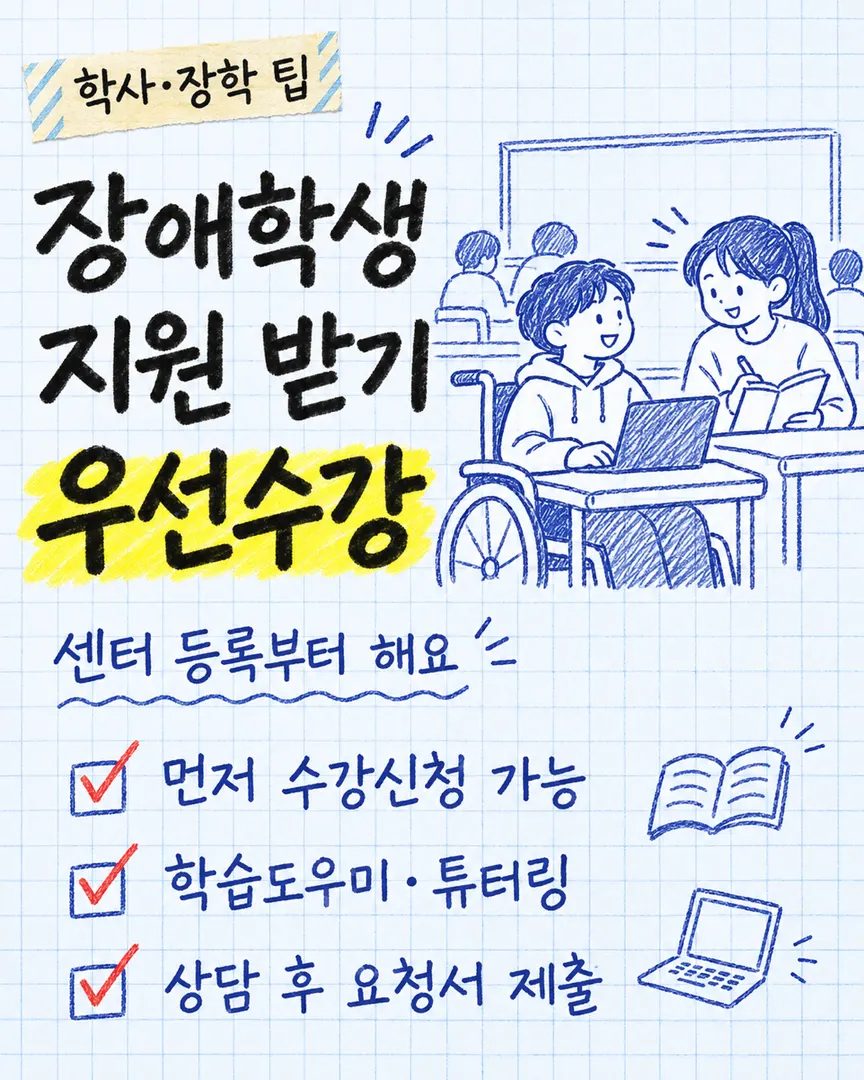 학사·장학 팁
장애학생
지원 받기
우선수강
센터 등록부터 해요
먼저 수강신청 가능
학습도우미·튜터링
상담 후 요청서 제출